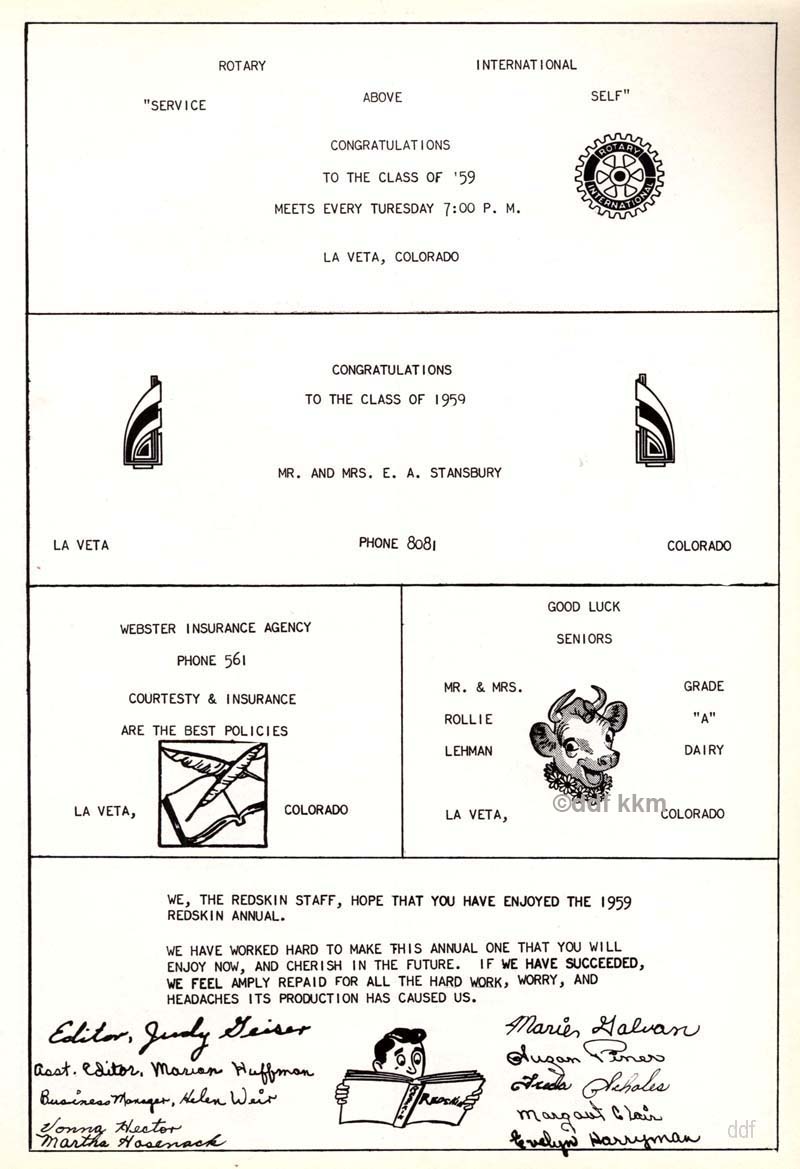 ROTARY INTERNATIONAL
"SERVICE ABOVE SELF"
CONGRATULATIONS
TO THE CLASS OF '59
MEETS EVERY TURESDAY 7:00 P. M.
LA VETA, COLORADO
ROTARY
INTERNATIONAL
CONGRATULATIONS
TO THE CLASS OF 1959
MR. AND MRS. E. A. STANSBURY
LA VETA PHONE 8081 COLORADO
WEBSTER INSURANCE AGENCY
PHONE 561
COURTESTY & INSURANCE
ARE THE BEST POLICIES
LA VETA, COLORADO
GOOD LUCK
SENIORS
MR. & MRS. GRADE
ROLLIE "A"
LEHMAN DAIRY
©ddf kkm
LA VETA, COLORADO
WE, THE REDSKIN STAFF, HOPE THAT YOU HAVE ENJOYED THE 1959
REDSKIN ANNUAL.
WE HAVE WORKED HARD TO MAKE THIS ANNUAL ONE THAT YOU WILL
ENJOY NOW, AND CHERISH IN THE FUTURE. IF WE HAVE SUCCEEDED,
WE FEEL AMPLY REPAID FOR ALL THE HARD WORK, WORRY, AND
HEADACHES ITS PRODUCTION HAS CAUSED US.
Editor, Judy Geiser
Asst. Editor, Marian Huffman
Business Manager, Helen Weir
Vonna Hector
Martha Hasenack
REDSKIN
Marie Galvan
Suzan
Freda Scholes
Margaret Clair
Evelyn Harryman
ddf